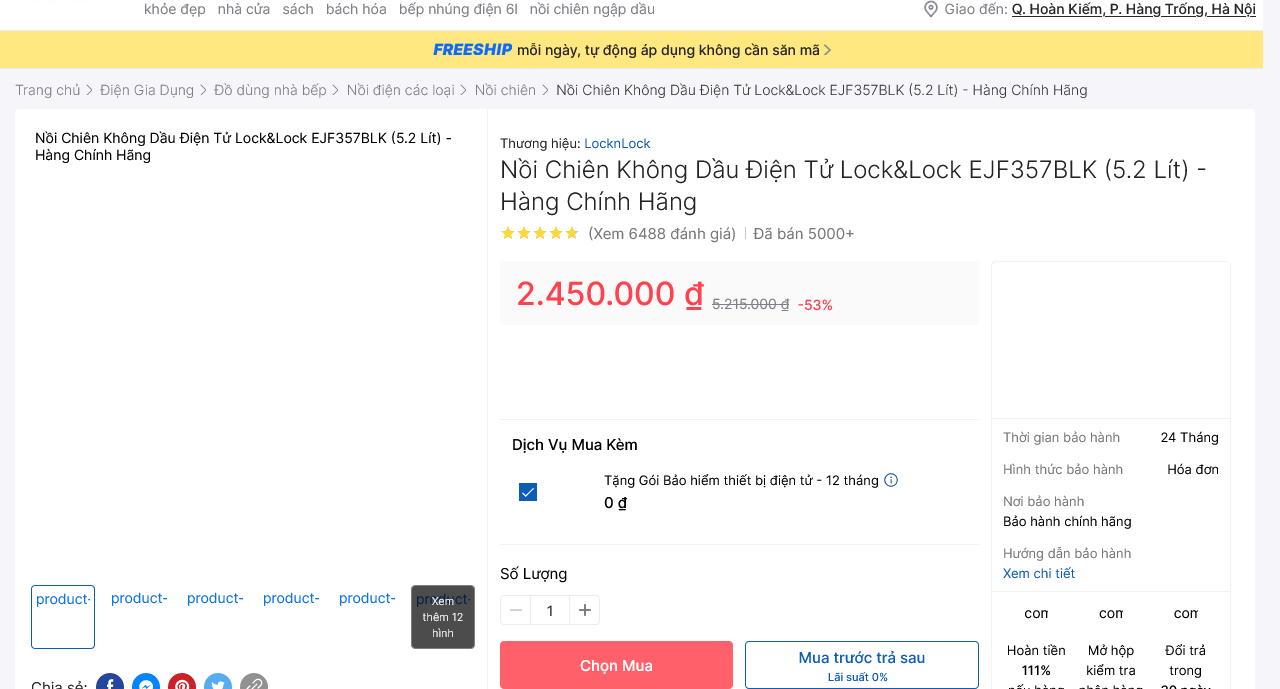 khỏe đẹp nhà cửa sách bách hóa bếp nhúng điện 6l nồi chiên ngập dầu
Giao đến: Q. Hoàn Kiếm, P. Hàng Trống, Hà Nội
FREESHIP mỗi ngày, tự động áp dụng không cần săn mã
Trang chủ > Điện Gia Dụng > Đồ dùng nhà bếp > Nồi điện các loại > Nồi chiên > Nồi Chiên Không Dầu Điện Tử Lock&Lock EJF357BLK (5.2 Lít) - Hàng Chính Hãng
Nồi Chiên Không Dầu Điện Tử Lock&Lock EJF357BLK (5.2 Lít) -
Hàng Chính Hãng
product- product- product- product- product- product-
Xem
thêm 12
hình
Chia sẻ:
Thương hiệu: LocknLock
Nồi Chiên Không Dầu Điện Tử Lock&Lock EJF357BLK (5.2 Lít) -
Hàng Chính Hãng
(Xem 6488 đánh giá) Đã bán 5000+
2.450.000 ₫ 5.215.000 ₫ -53%
Dịch Vụ Mua Kèm
Tặng Gói Bảo hiểm thiết bị điện tử - 12 tháng
0 ₫
Số Lượng
1
Chọn Mua
Mua trước trả sau
Lãi suất 0%
Thời gian bảo hành 24 Tháng
Hình thức bảo hành Hóa đơn
Nơi bảo hành
Bảo hành chính hãng
Hướng dẫn bảo hành
Xem chi tiết
com com com
Hoàn tiền
111%
nếu hàng
Mở hộp
kiểm tra
nhận hàng
Đổi trả
trong
30 ngày